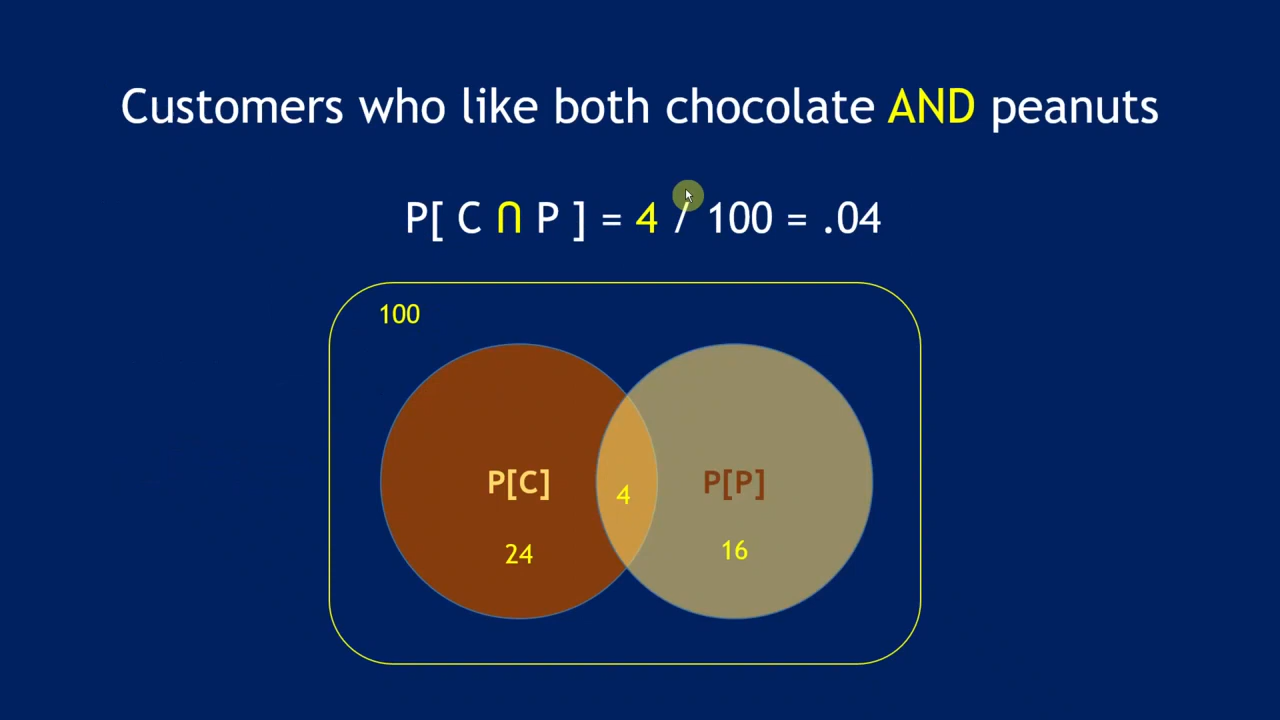 Customers who like both chocolate AND peanuts
P[ C ∩ P ] = 4 / 100 = .04
100
P[C]
4
P[P]
24
16